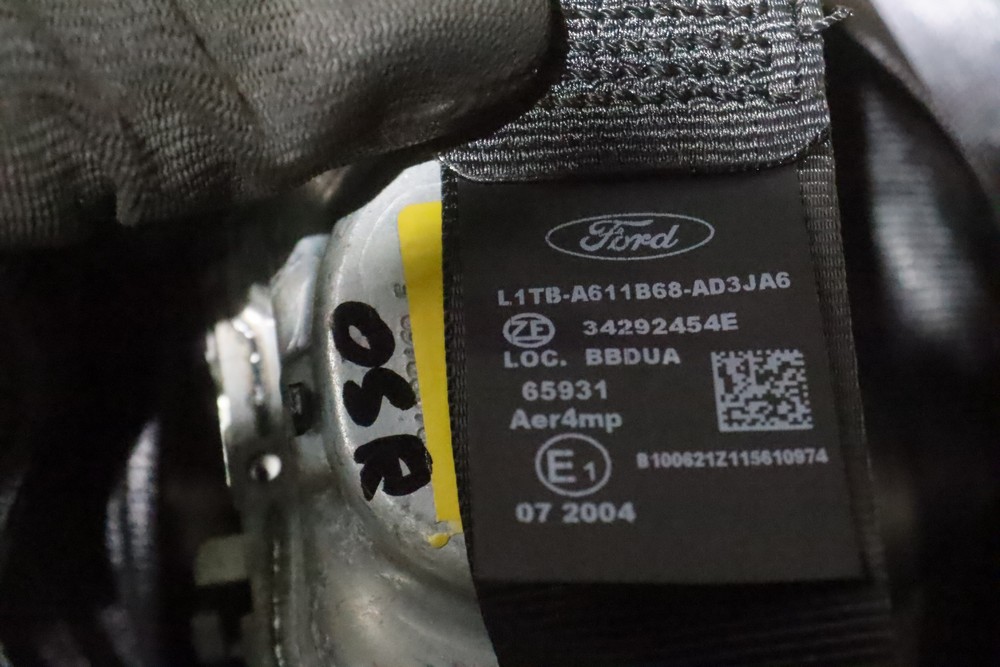 Ford
L1TB-A611B68-AD3JA6
ZF 34292454E
LOC. BBDUA
65931
Aer4mp
E1
B100621Z115610974
07 2004
OSR